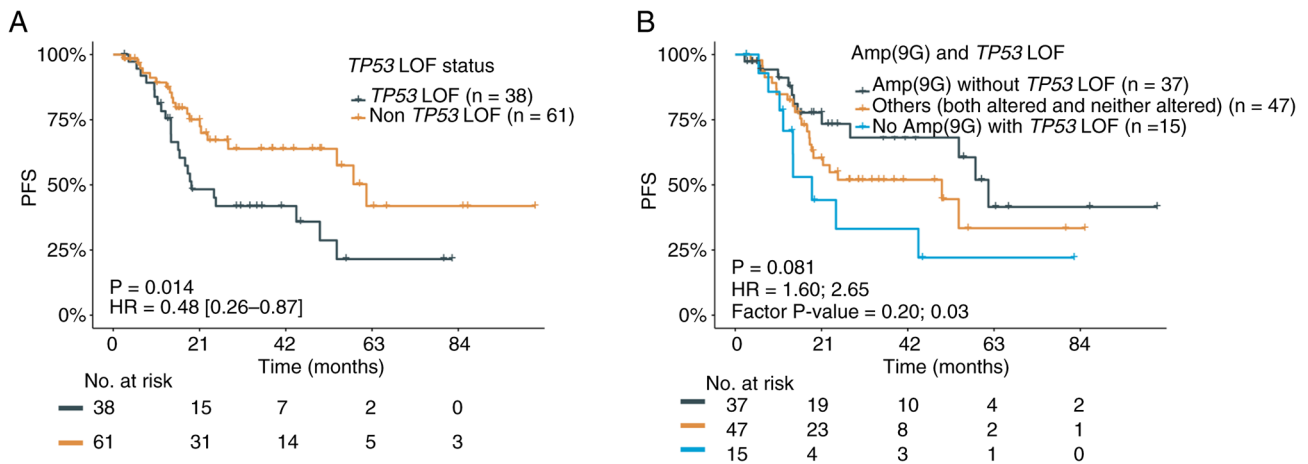 A
100%
75%
50%
25%
0%
PFS
TP53 LOF status
TP53 LOF (n = 38)
Non TP53 LOF (n = 61)
P = 0.014
HR = 0.48 [0.26–0.87]
0 21 42 63 84
Time (months)
No. at risk
38 15 7 2 0
61 31 14 5 3
B
100%
75%
50%
25%
0%
PFS
Amp(9G) and TP53 LOF
Amp(9G) without TP53 LOF (n = 37)
Others (both altered and neither altered) (n = 47)
No Amp(9G) with TP53 LOF (n =15)
P = 0.081
HR = 1.60; 2.65
Factor P-value = 0.20; 0.03
0 21 42 63 84
Time (months)
No. at risk
37 19 10 4 2
47 23 8 2 1
15 4 3 1 0